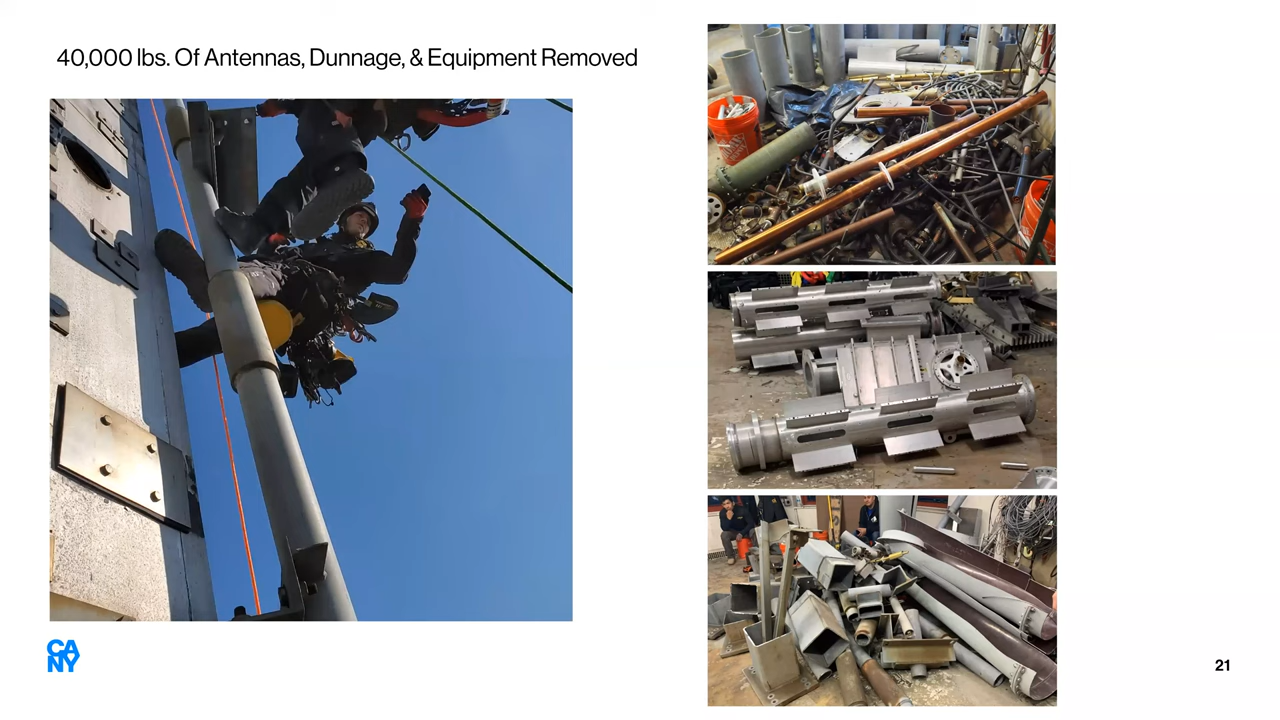 40,000 lbs. Of Antennas, Dunnage, & Equipment Removed
CA
NY
21